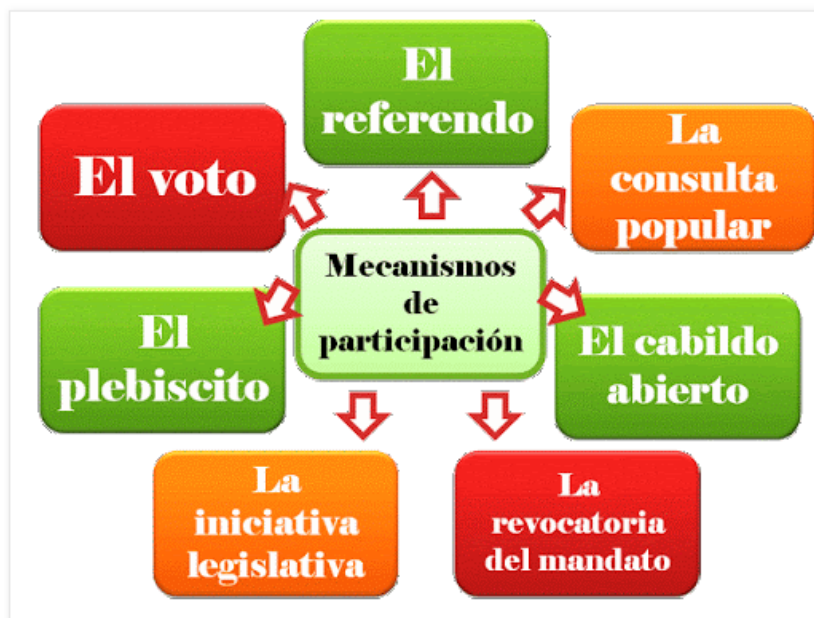 El
referendo
El voto
La
consulta
popular
Mecanismos
de
participación
El
plebiscito
El cabildo
abierto
La
iniciativa
legislativa
La
revocatoria
del mandato